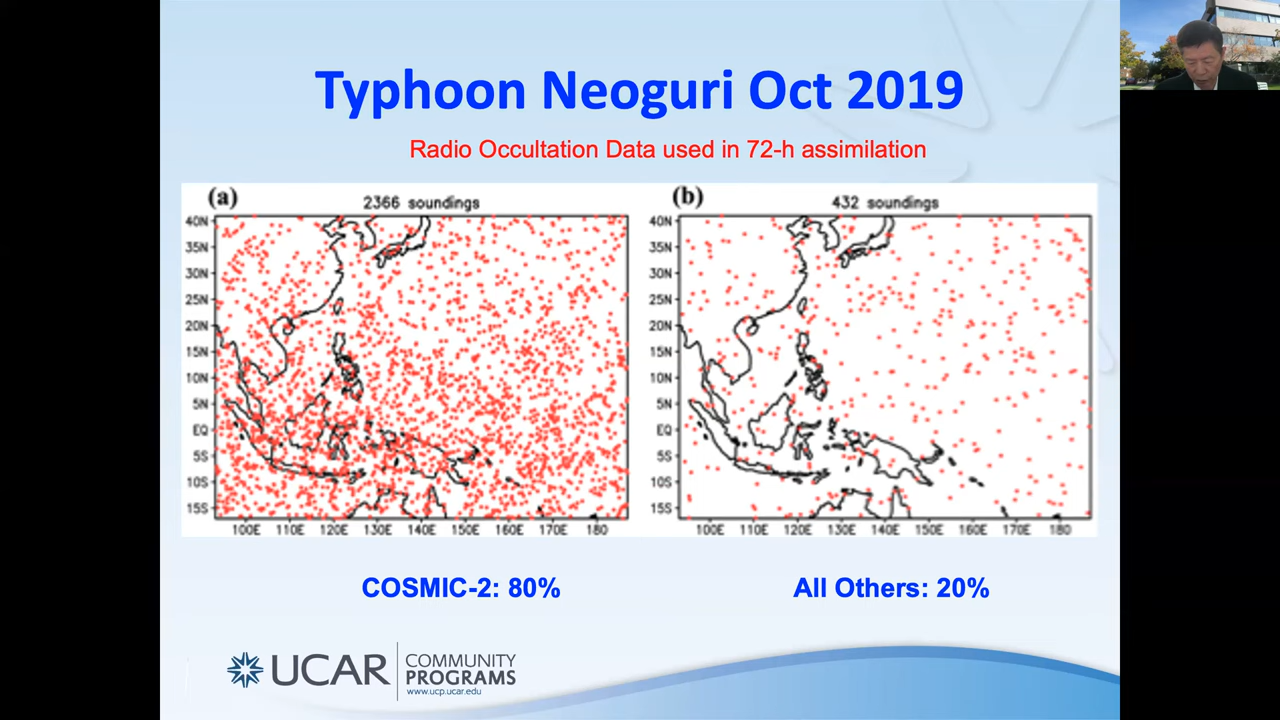 Typhoon Neoguri Oct 2019
Radio Occultation Data used in 72-h assimilation
(a)
2366 soundings
40N
35N
30N
25N
20N
15N
10N
5N
EQ
5S
10S
15S
100E 110E 120E 130E 140E 150E 160E 170E 180
(b)
432 soundings
40N
35N
30N
25N
20N
15N
10N
5N
EQ
5S
10S
15S
100E 110E 120E 130E 140E 150E 160E 170E 180
COSMIC-2: 80%
All Others: 20%
UCAR
COMMUNITY
PROGRAMS
www.ucp.ucar.edu